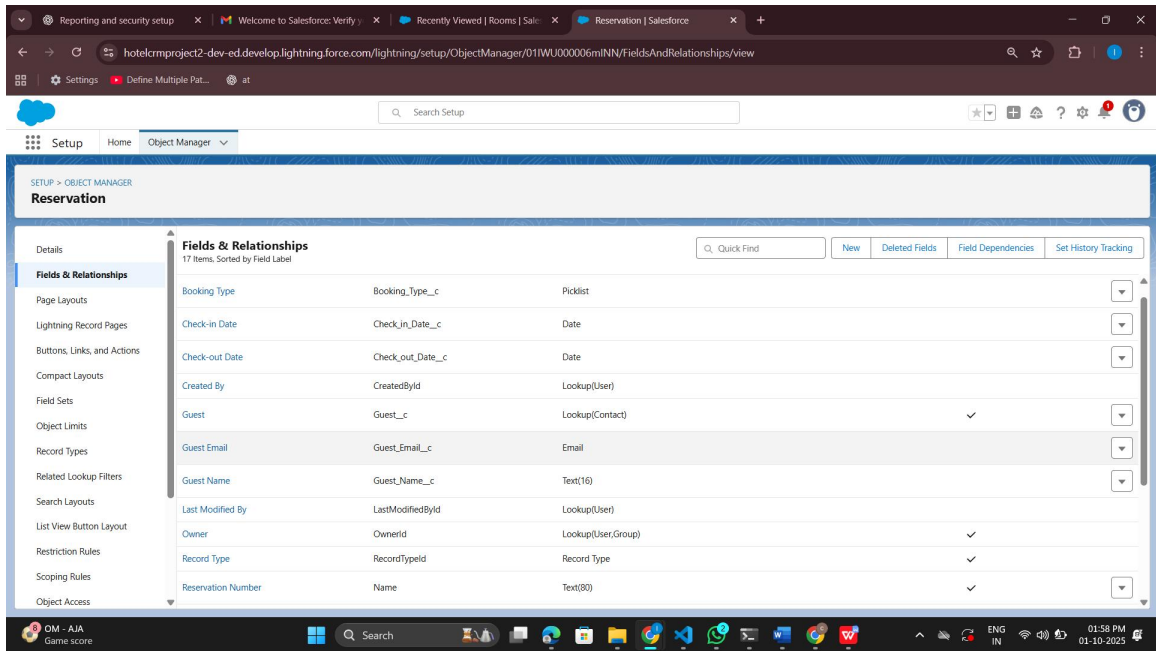 Reporting and security setup
Welcome to Salesforce: Verify y
Recently Viewed | Rooms | Sale
Reservation | Salesforce
hotelcrmproject2-dev-ed.develop.lightning.force.com/lightning/setup/ObjectManager/01IWU000006mINN/FieldsAndRelationships/view
Settings Define Multiple Pat... at
Search Setup
1
Setup Home Object Manager
SETUP > OBJECT MANAGER
Reservation
Details
Fields & Relationships
Page Layouts
Lightning Record Pages
Buttons, Links, and Actions
Compact Layouts
Field Sets
Object Limits
Record Types
Related Lookup Filters
Search Layouts
List View Button Layout
Restriction Rules
Scoping Rules
Object Access
Fields & Relationships
17 Items, Sorted by Field Label
Quick Find New Deleted Fields Field Dependencies Set History Tracking
Booking Type Booking_Type__c Picklist
Check-in Date Check_in_Date__c Date
Check-out Date Check_out_Date__c Date
Created By CreatedById Lookup(User)
Guest Guest__c Lookup(Contact)
Guest Email Guest_Email__c Email
Guest Name Guest_Name__c Text(16)
Last Modified By LastModifiedById Lookup(User)
Owner OwnerId Lookup(User,Group)
Record Type RecordTypeId Record Type
Reservation Number Name Text(80)
8 OM - AJA
Game score
Search
2
ENG
IN
01:58 PM
01-10-2025